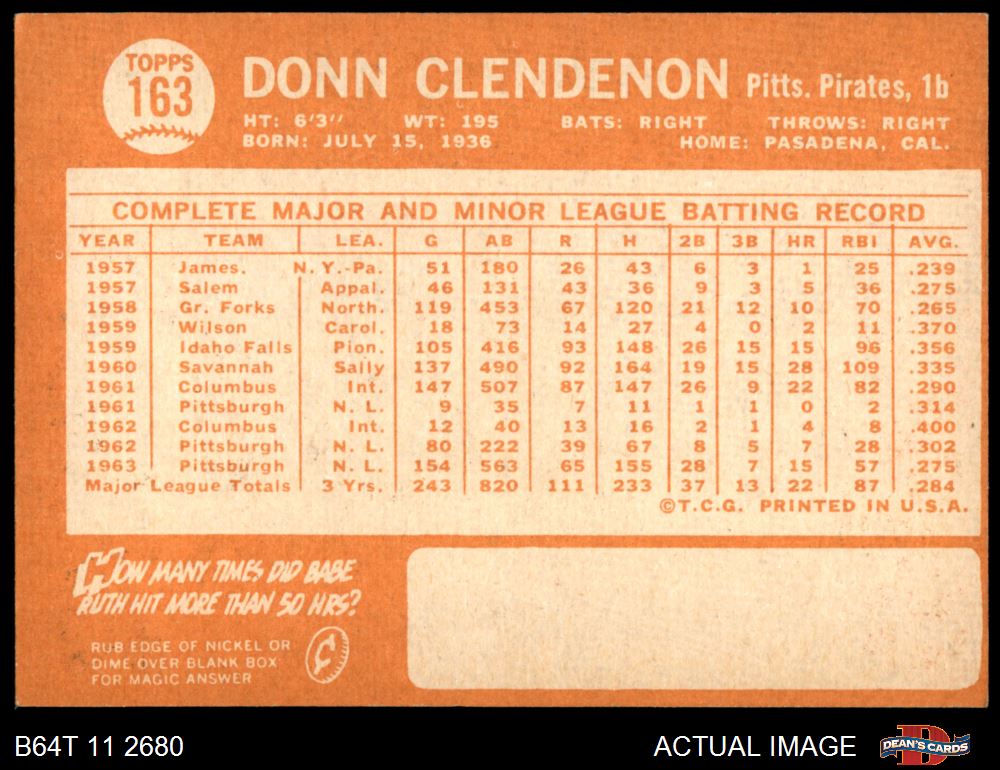 TOPPS
163
DONN CLENDENON Pitts. Pirates, 1b
HT: 6'3" WT: 195 BATS: RIGHT THROWS: RIGHT
BORN: JULY 15, 1936 HOME: PASADENA, CAL.
COMPLETE MAJOR AND MINOR LEAGUE BATTING RECORD
YEAR TEAM LEA. G AB R H 2B 3B HR RBI AVG.
1957 James. N. Y.-Pa. 51 180 26 43 6 3 1 25 .239
1957 Salem Appal. 46 131 43 36 9 3 5 36 .275
1958 Gr. Forks North. 119 453 67 120 21 12 10 70 .265
1959 Wilson Carol. 18 73 14 27 4 0 2 11 .370
1959 Idaho Falls Pion. 105 416 93 148 26 15 15 96 .356
1960 Savannah Sally 137 490 92 164 19 15 28 109 .335
1961 Columbus Int. 147 507 87 147 26 9 22 82 .290
1961 Pittsburgh N. L. 9 35 7 11 1 1 0 2 .314
1962 Columbus Int. 12 40 13 16 2 1 4 8 .400
1962 Pittsburgh N. L. 80 222 39 67 8 5 7 28 .302
1963 Pittsburgh N. L. 154 563 65 155 28 7 15 57 .275
Major League Totals 3 Yrs. 243 820 111 233 37 13 22 87 .284
©T.C.G. PRINTED IN U.S.A.
HOW MANY TIMES DID BABE
RUTH HIT MORE THAN 50 HRS?
RUB EDGE OF NICKEL OR
DIME OVER BLANK BOX
FOR MAGIC ANSWER
B64T 11 2680 ACTUAL IMAGE DEAN'S CARDS